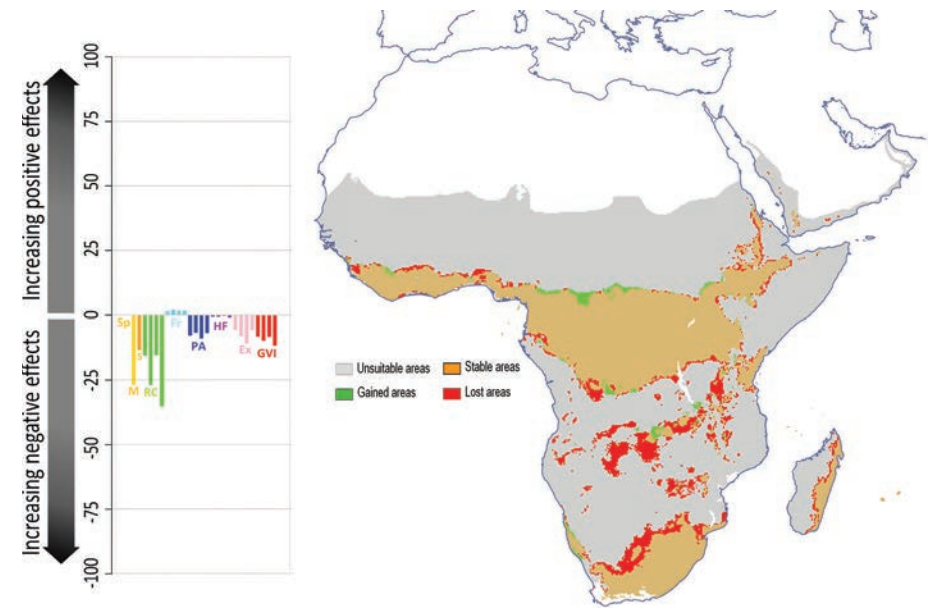 Increasing positive effects
Increasing negative effects
100
75
50
25
0
-25
-50
-75
-100
Sp
M
S
RC
Fr
PA
HF
Ex
GVI
Unsuitable areas
Stable areas
Gained areas
Lost areas